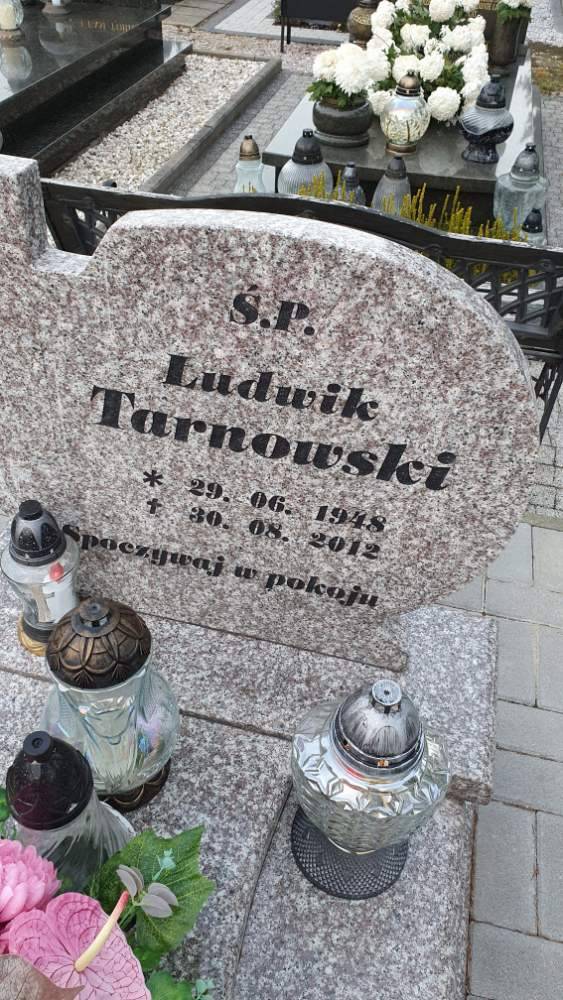 Ś.P.
Ludwik
Tarnowski
* 29. 06. 1948
† 30. 08. 2012
Spoczywaj w pokoju